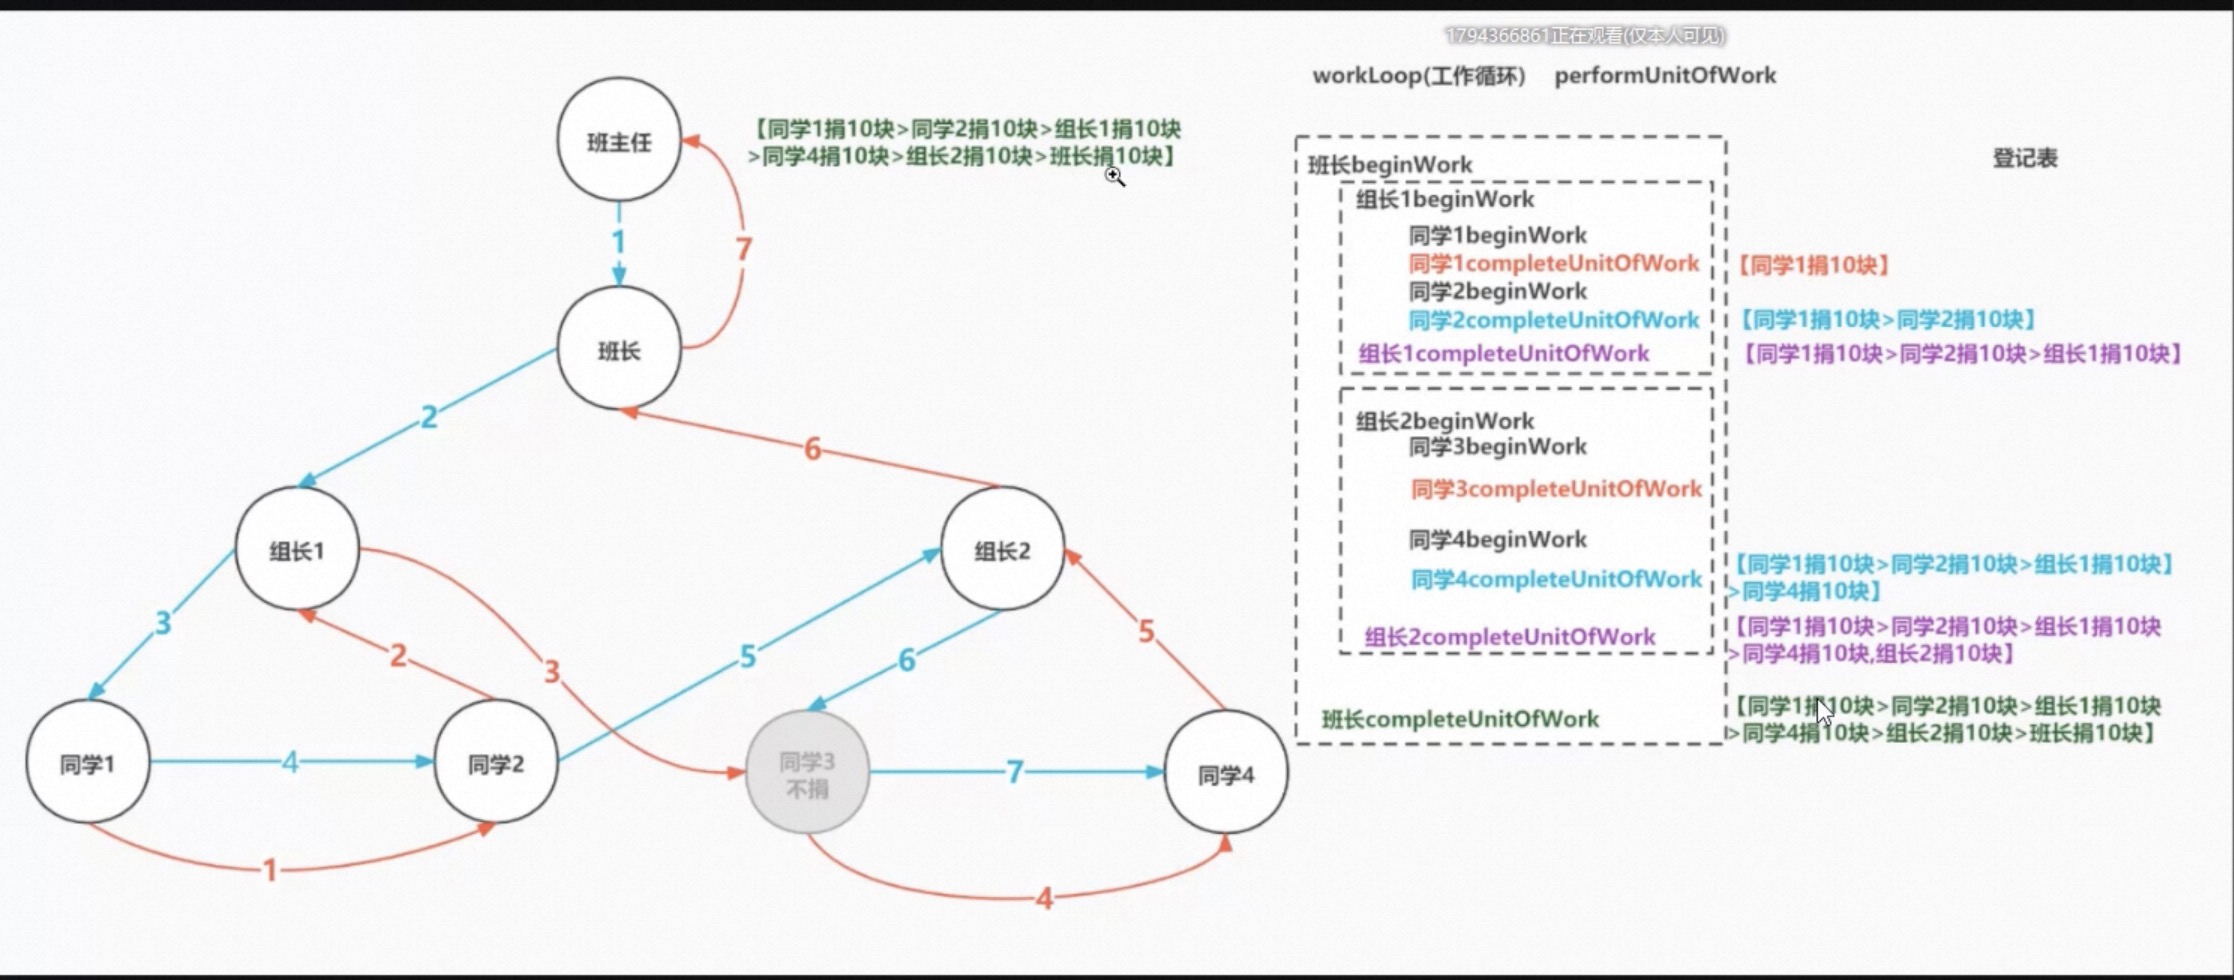 1794366861正在观看(仅本人可见)
workLoop(工作循环) performUnitOfWork
班主任
【同学1捐10块>同学2捐10块>组长1捐10块
>同学4捐10块>组长2捐10块>班长捐10块】
1
7
班长
2
6
组长1
组长2
3
2
3
5
6
5
同学1
4
同学2
同学3
不捐
7
同学4
1
4
登记表
班长beginWork
组长1beginWork
同学1beginWork
同学1completeUnitOfWork 【同学1捐10块】
同学2beginWork
同学2completeUnitOfWork 【同学1捐10块>同学2捐10块】
组长1completeUnitOfWork 【同学1捐10块>同学2捐10块>组长1捐10块】
组长2beginWork
同学3beginWork
同学3completeUnitOfWork
同学4beginWork
同学4completeUnitOfWork
【同学1捐10块>同学2捐10块>组长1捐10块】
>同学4捐10块】
组长2completeUnitOfWork
【同学1捐10块>同学2捐10块>组长1捐10块
>同学4捐10块,组长2捐10块】
班长completeUnitOfWork
【同学1捐10块>同学2捐10块>组长1捐10块
>同学4捐10块>组长2捐10块>班长捐10块】